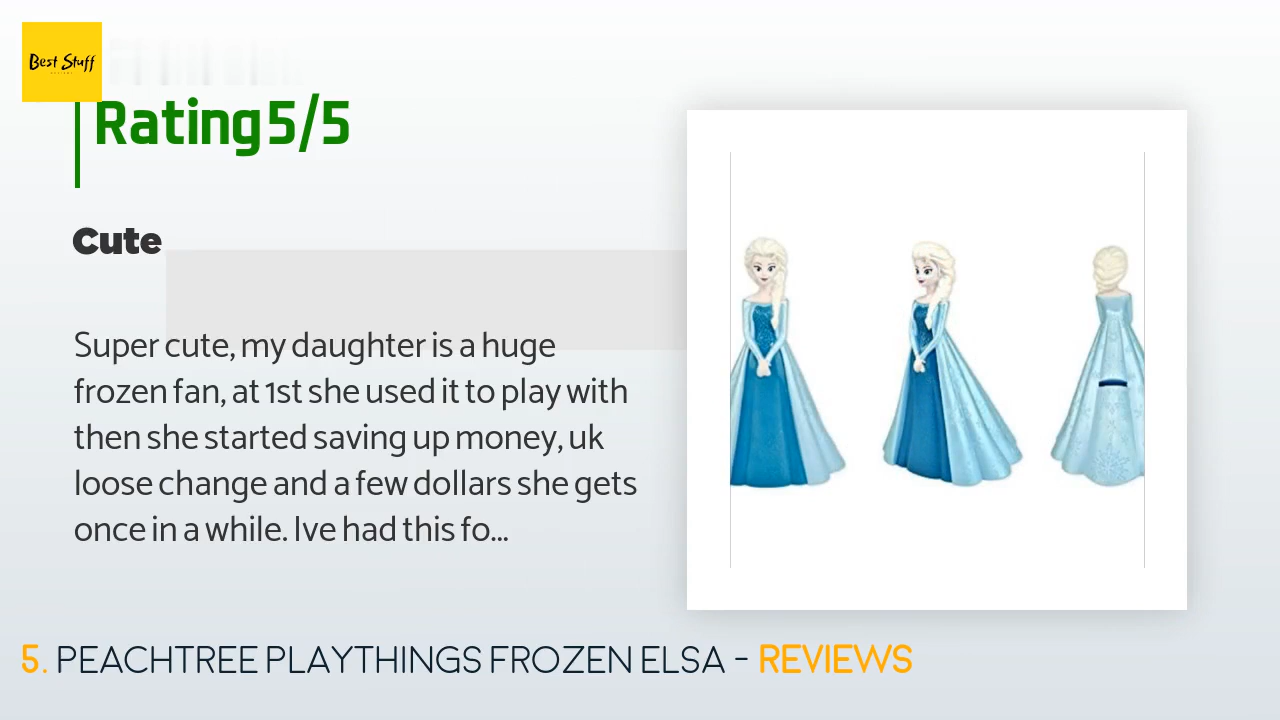 Best Stuff
Rating 5/5
Cute
Super cute, my daughter is a huge
frozen fan, at 1st she used it to play with
then she started saving up money, uk
loose change and a few dollars she gets
once in a while. Ive had this fo...
5. PEACHTREE PLAYTHINGS FROZEN ELSA - REVIEWS